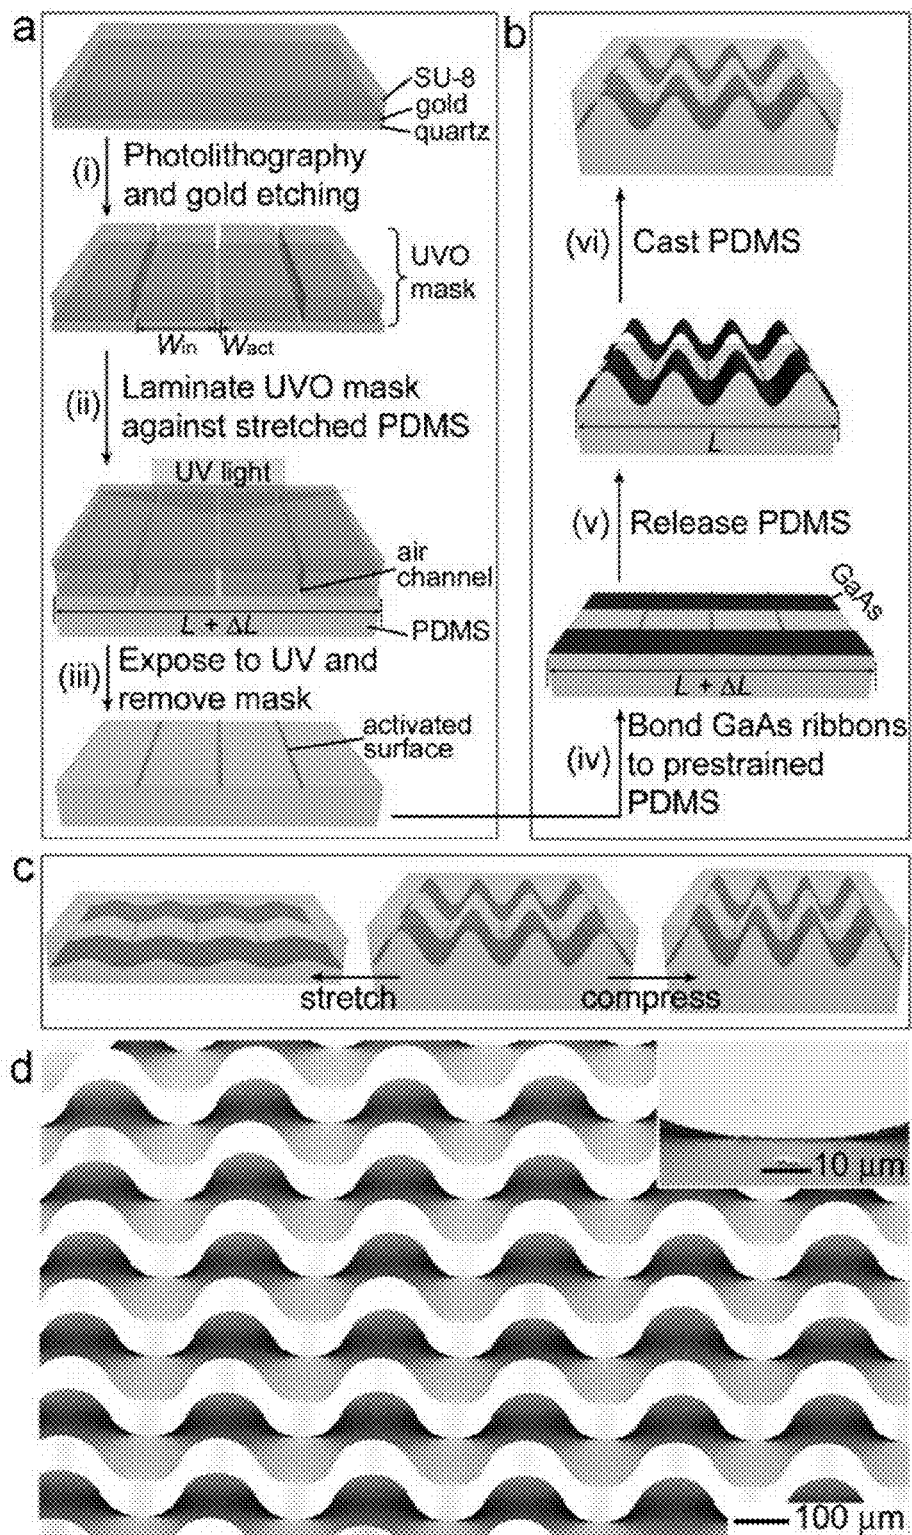 a
SU-8
gold
quartz
(i)
Photolithography
and gold etching
UVO
mask
Win
Wact
(ii)
Laminate UVO mask
against stretched PDMS
UV light
air
channel
L + ΔL
PDMS
(iii)
Expose to UV and
remove mask
activated
surface
b
(vi)
Cast PDMS
L
(v)
Release PDMS
GaAs
L + ΔL
(iv)
Bond GaAs ribbons
to prestrained
PDMS
c
stretch
compress
d
10 μm
100 μm